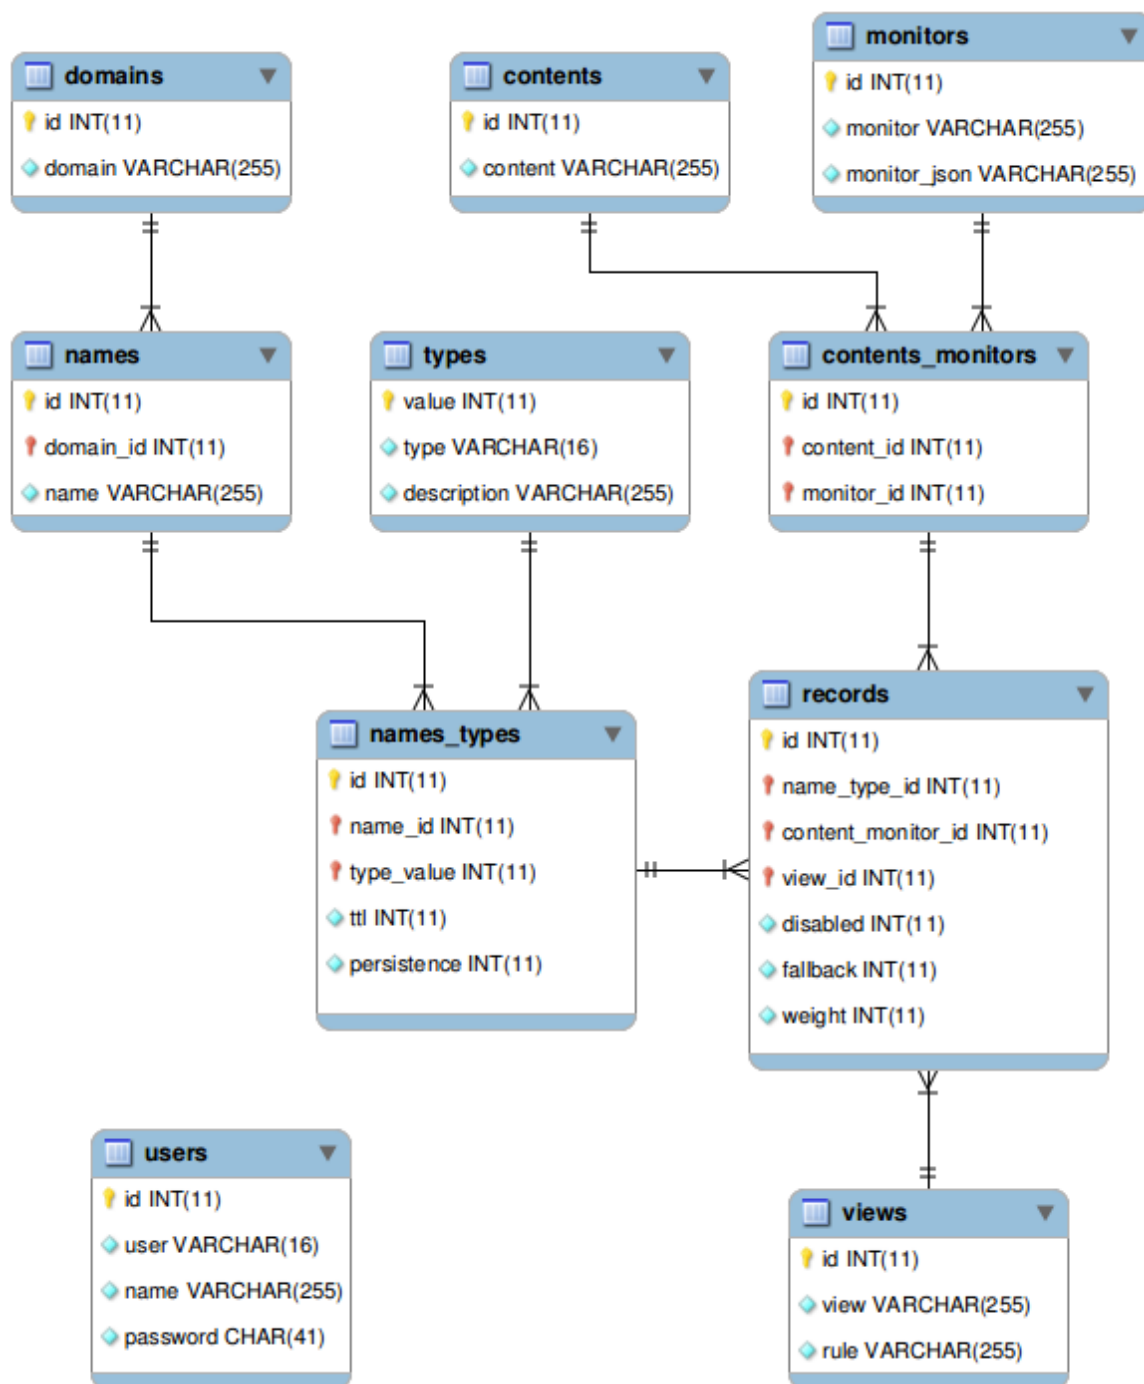 domains
id INT(11)
domain VARCHAR(255)
contents
id INT(11)
content VARCHAR(255)
monitors
id INT(11)
monitor VARCHAR(255)
monitor_json VARCHAR(255)
names
id INT(11)
domain_id INT(11)
name VARCHAR(255)
types
value INT(11)
type VARCHAR(16)
description VARCHAR(255)
contents_monitors
id INT(11)
content_id INT(11)
monitor_id INT(11)
names_types
id INT(11)
name_id INT(11)
type_value INT(11)
ttl INT(11)
persistence INT(11)
records
id INT(11)
name_type_id INT(11)
content_monitor_id INT(11)
view_id INT(11)
disabled INT(11)
fallback INT(11)
weight INT(11)
users
id INT(11)
user VARCHAR(16)
name VARCHAR(255)
password CHAR(41)
views
id INT(11)
view VARCHAR(255)
rule VARCHAR(255)